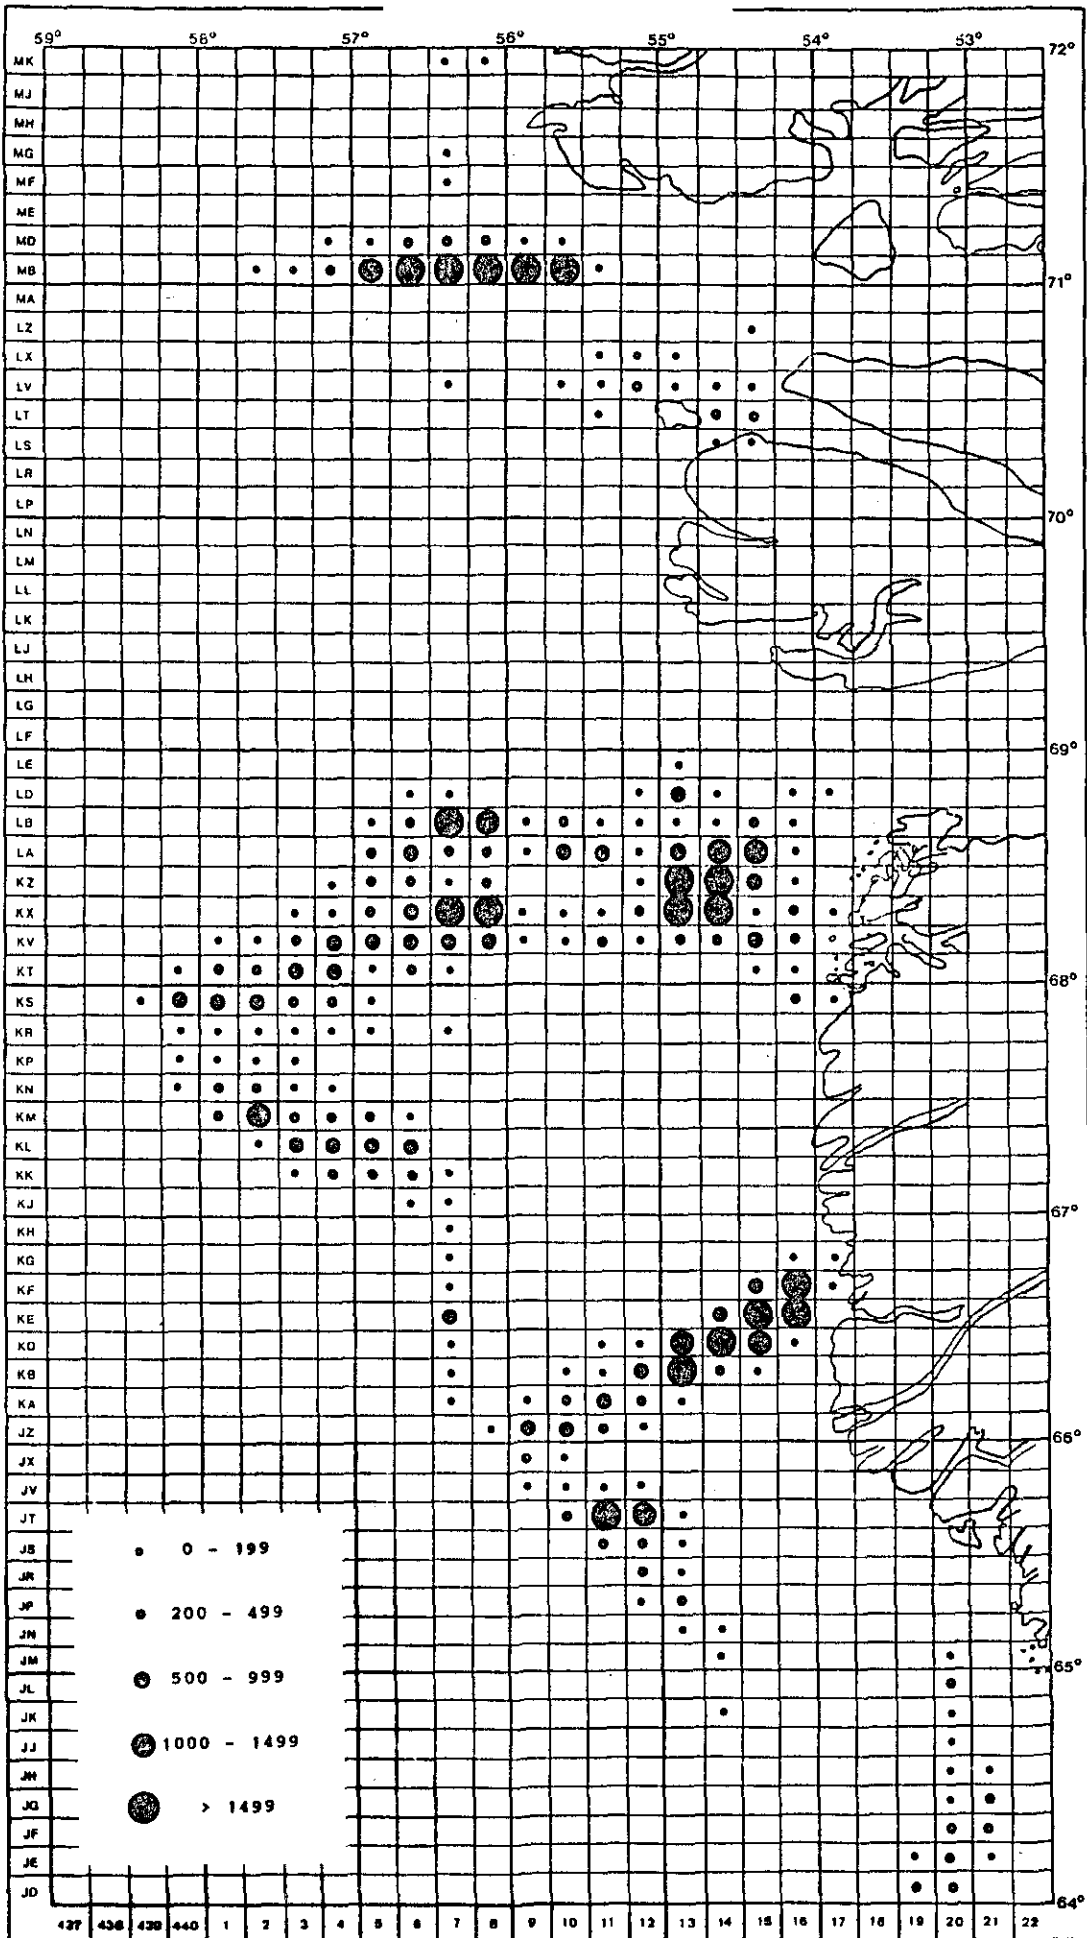 59° 58° 57° 56° 55° 54° 53°
72°
MK
MJ
MH
MG
MF
ME
MD
MB
71°
MA
LZ
LX
LV
LT
LS
LR
LP
70°
LN
LM
LL
LK
LJ
LH
LG
LF
69°
LE
LD
LB
LA
KZ
KX
KV
KT
68°
KS
KR
KP
KN
KM
KL
KK
KJ
67°
KH
KG
KF
KE
KD
KB
KA
JZ
66°
JX
JV
JT
JS
0 - 199
JR
JP
200 - 499
JN
JM
65°
JL
500 - 999
JK
JJ
1000 - 1499
JH
JG
> 1499
JF
JE
JD
64°
437 438 439 440 1 2 3 4 5 6 7 8 9 10 11 12 13 14 15 16 17 18 19 20 21 22